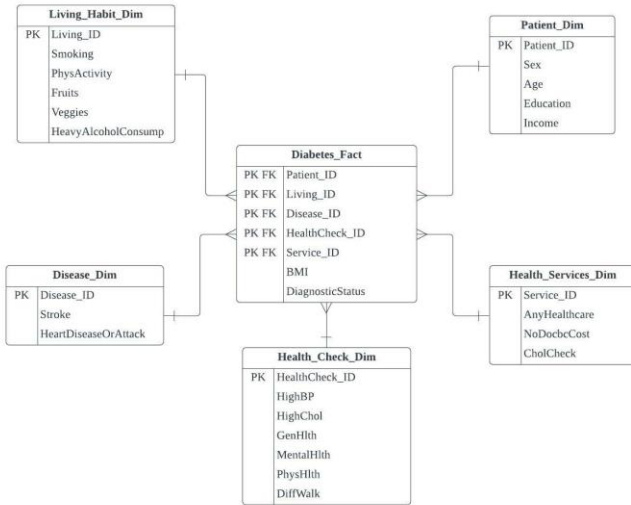 Living_Habit_Dim
PK Living_ID
Smoking
PhysActivity
Fruits
Veggies
HeavyAlcoholConsump
Patient_Dim
PK Patient_ID
Sex
Age
Education
Income
Diabetes_Fact
PK FK Patient_ID
PK FK Living_ID
PK FK Disease_ID
PK FK HealthCheck_ID
PK FK Service_ID
BMI
DiagnosticStatus
Disease_Dim
PK Disease_ID
Stroke
HeartDiseaseOrAttack
Health_Services_Dim
PK Service_ID
AnyHealthcare
NoDocbcCost
CholCheck
Health_Check_Dim
PK HealthCheck_ID
HighBP
HighChol
GenHlth
MentalHlth
PhysHlth
DiffWalk